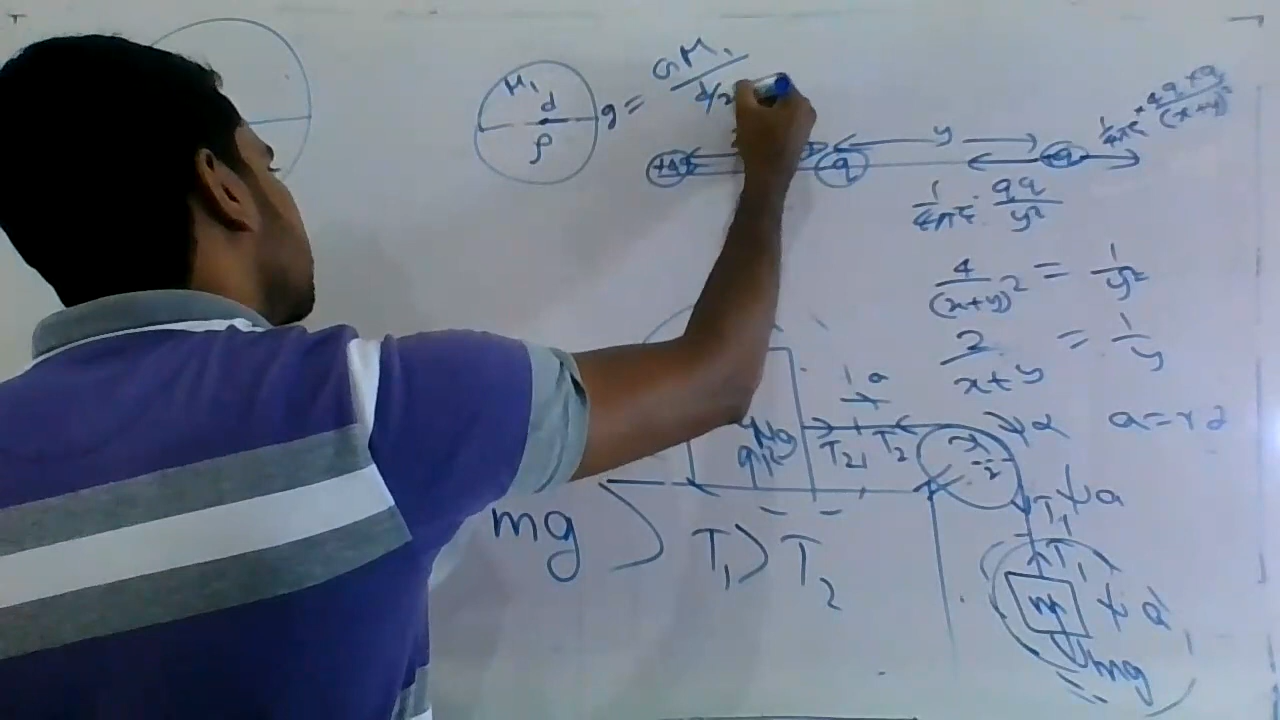 M₁
d
ρ
g = GM₁ / d/2
y
1/4πε × 4q×q / (x+y)²
+4q
q
1/4πε · qq / y²
4/(x+y)² = 1/y²
2/(x+y) = 1/y
a
T₂ T₂
α
a = rα
a
T₁
T₁
mg > T₁ > T₂
a
mg